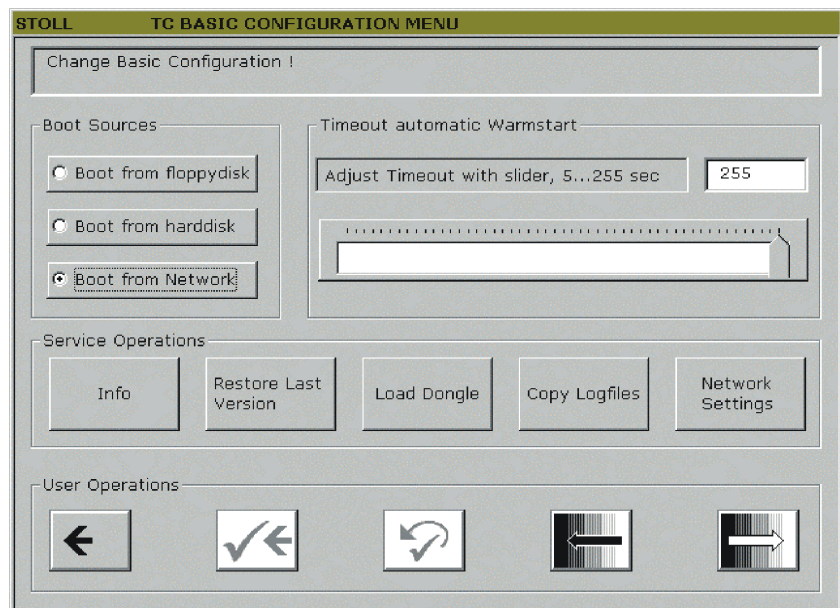 STOLL TC BASIC CONFIGURATION MENU
Change Basic Configuration !
Boot Sources
Boot from floppydisk
Boot from harddisk
Boot from Network
Timeout automatic Warmstart
Adjust Timeout with slider, 5...255 sec
255
Service Operations
Info
Restore Last
Version
Load Dongle
Copy Logfiles
Network
Settings
User Operations